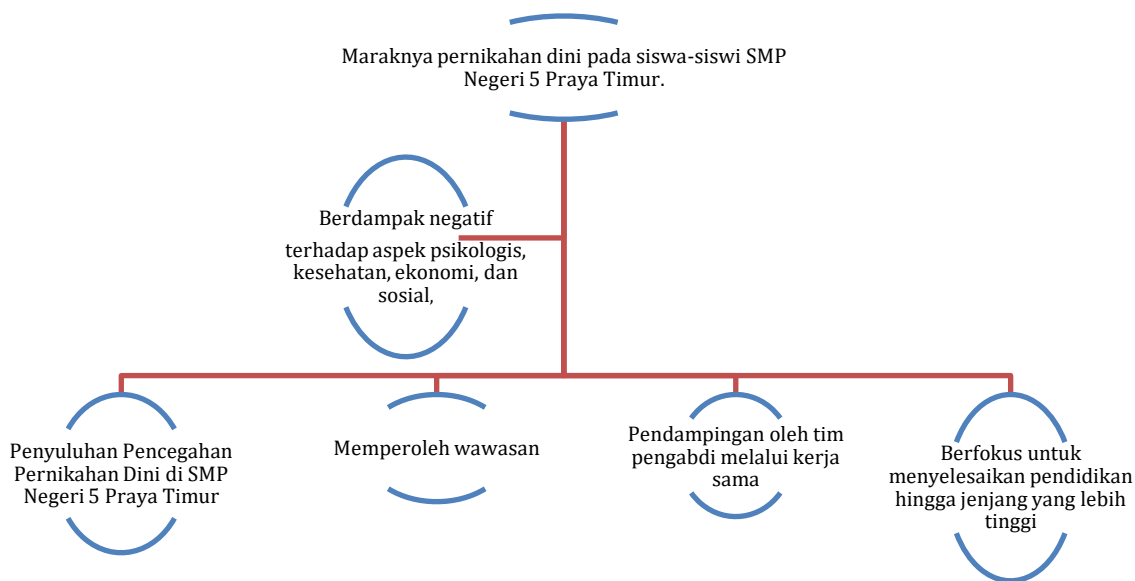 Maraknya pernikahan dini pada siswa-siswi SMP
Negeri 5 Praya Timur.
Berdampak negatif
terhadap aspek psikologis,
kesehatan, ekonomi, dan
sosial,
Penyuluhan Pencegahan
Pernikahan Dini di SMP
Negeri 5 Praya Timur
Memperoleh wawasan
Pendampingan oleh tim
pengabdi melalui kerja
sama
Berfokus untuk
menyelesaikan pendidikan
hingga jenjang yang lebih
tinggi